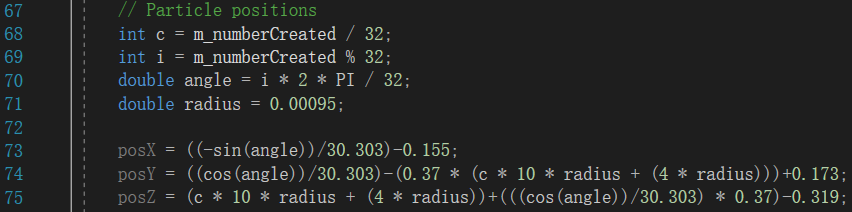 67 // Particle positions
68 int c = m_numberCreated / 32;
69 int i = m_numberCreated % 32;
70 double angle = i * 2 * PI / 32;
71 double radius = 0.00095;
72
73 posX = ((-sin(angle))/30.303)-0.155;
74 posY = ((cos(angle))/30.303)-(0.37 * (c * 10 * radius + (4 * radius)))+0.173;
75 posZ = (c * 10 * radius + (4 * radius))+(((cos(angle))/30.303) * 0.37)-0.319;